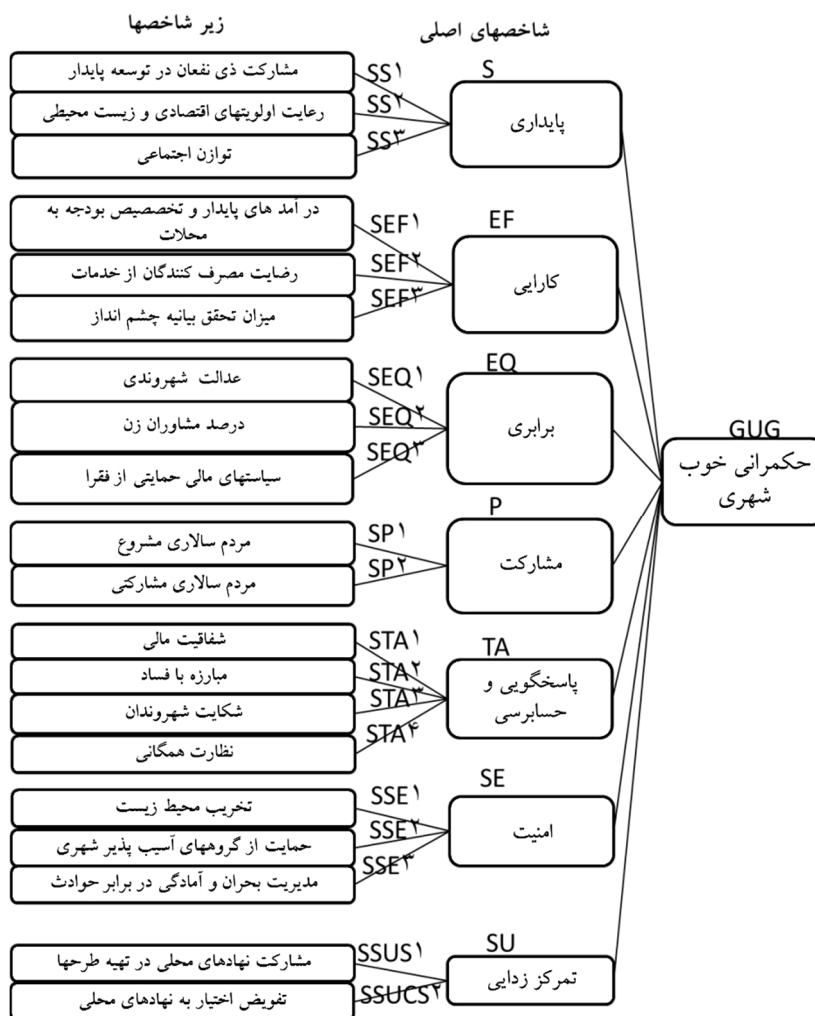 شاخصهای اصلی
زیر شاخصها
GUG
حکمرانی خوب
شهری
S
پایداری
SS۱
مشارکت ذی نفعان در توسعه پایدار
SS۲
رعایت اولویتهای اقتصادی و زیست محیطی
SS۳
توازن اجتماعی
EF
کارایی
SEF۱
در آمد های پایدار و تخصصیص بودجه به
محلات
SEF۲
رضایت مصرف کنندگان از خدمات
SEF۳
میزان تحقق بیانیه چشم انداز
EQ
برابری
SEQ۱
عدالت شهروندی
SEQ۲
درصد مشاوران زن
SEQ۳
سیاستهای مالی حمایتی از فقرا
P
مشارکت
SP۱
مردم سالاری مشروع
SP۲
مردم سالاری مشارکتی
TA
پاسخگویی و
حسابرسی
STA۱
شفاقیت مالی
STA۲
مبارزه با فساد
STA۳
شکایت شهروندان
STA۴
نظارت همگانی
SE
امنیت
SSE۱
تخریب محیط زیست
SSE۲
حمایت از گروههای آسیب پذیر شهری
SSE۳
مدیریت بحران و آمادگی در برابر حوادث
SU
تمرکز زدایی
SSUS۱
مشارکت نهادهای محلی در تهیه طرحها
SSUCS۲
تفویض اختیار به نهادهای محلی